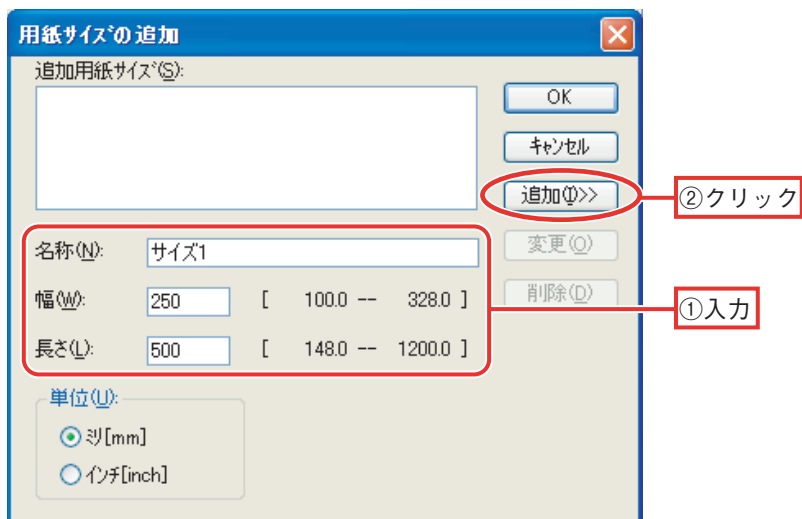 用紙サイズの追加
追加用紙サイズ(S):
OK
キャンセル
追加(I)>>
②クリック
名称(N): サイズ1
変更(O)
幅(W): 250 [ 100.0 -- 328.0 ]
削除(D)
①入力
長さ(L): 500 [ 148.0 -- 1200.0 ]
単位(U):
ミリ[mm]
インチ[inch]